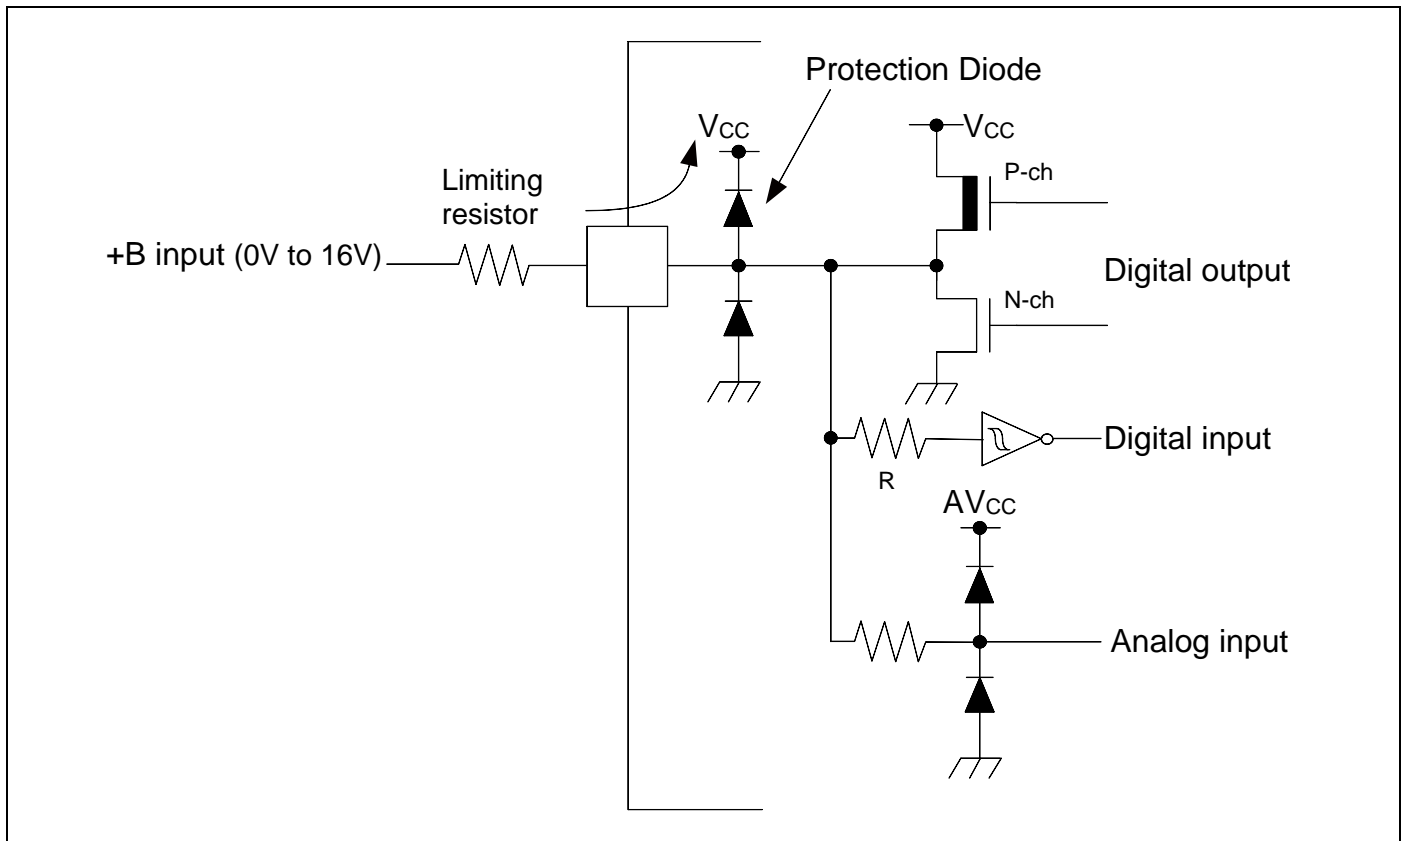 Protection Diode
VCC
VCC
P-ch
Limiting
resistor
+B input (0V to 16V)
Digital output
N-ch
Digital input
R
AVCC
Analog input